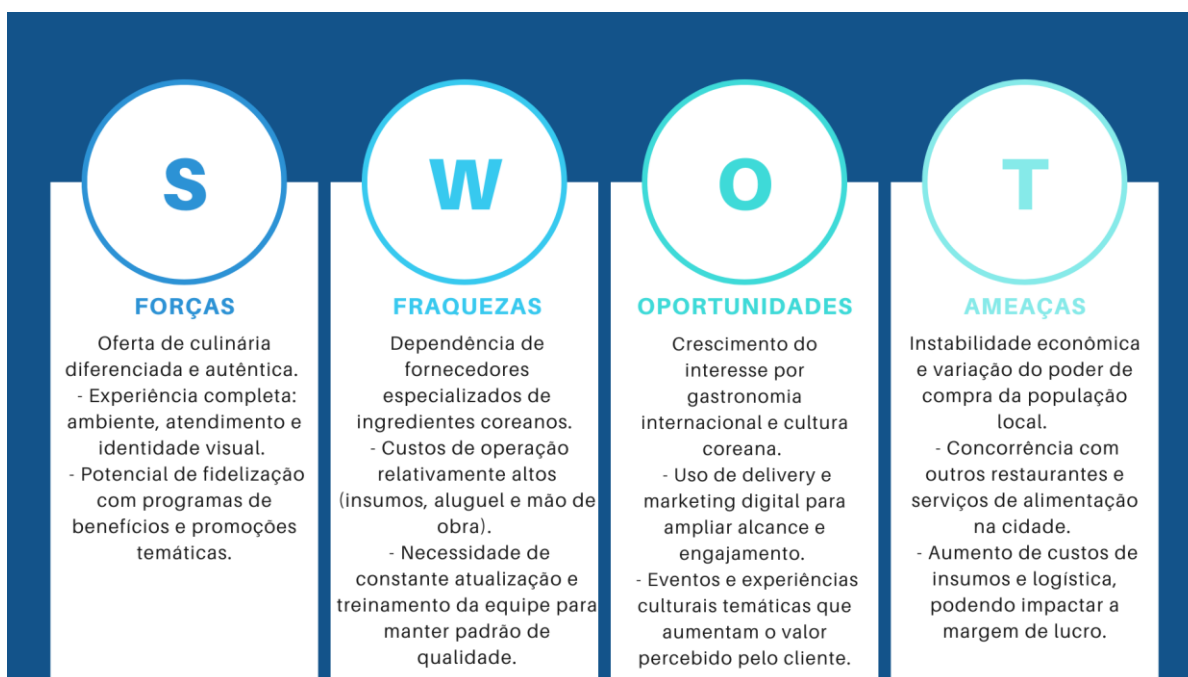 S
FORÇAS
Oferta de culinária
diferenciada e autêntica.
- Experiência completa:
ambiente, atendimento e
identidade visual.
- Potencial de fidelização
com programas de
benefícios e promoções
temáticas.
W
FRAQUEZAS
Dependência de
fornecedores
especializados de
ingredientes coreanos.
- Custos de operação
relativamente altos
(insumos, aluguel e mão de
obra).
- Necessidade de
constante atualização e
treinamento da equipe para
manter padrão de
qualidade.
O
OPORTUNIDADES
Crescimento do
interesse por
gastronomia
internacional e cultura
coreana.
- Uso de delivery e
marketing digital para
ampliar alcance e
engajamento.
- Eventos e experiências
culturais temáticas que
aumentam o valor
percebido pelo cliente.
T
AMEAÇAS
Instabilidade econômica
e variação do poder de
compra da população
local.
- Concorrência com
outros restaurantes e
serviços de alimentação
na cidade.
- Aumento de custos de
insumos e logística,
podendo impactar a
margem de lucro.